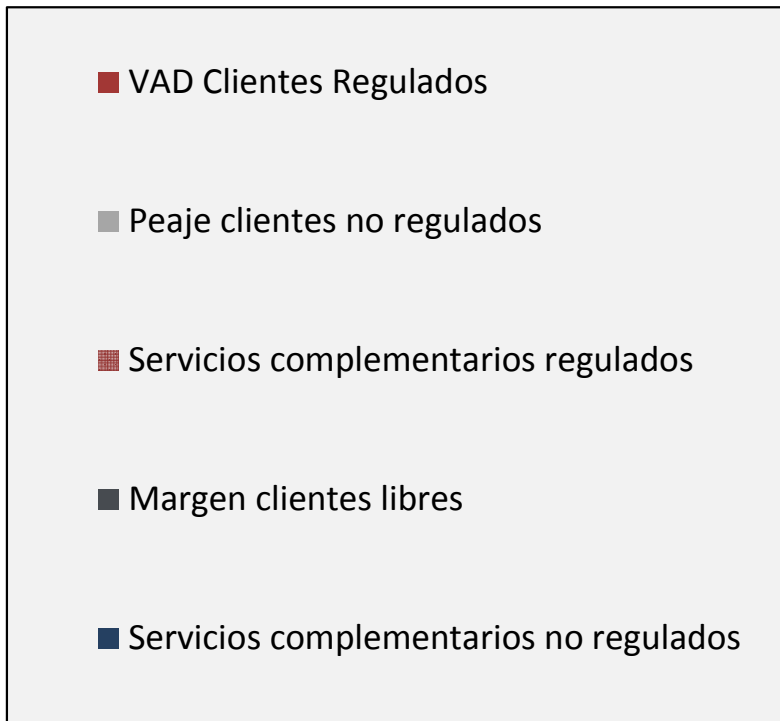 VAD Clientes Regulados
Peaje clientes no regulados
Servicios complementarios regulados
Margen clientes libres
Servicios complementarios no regulados